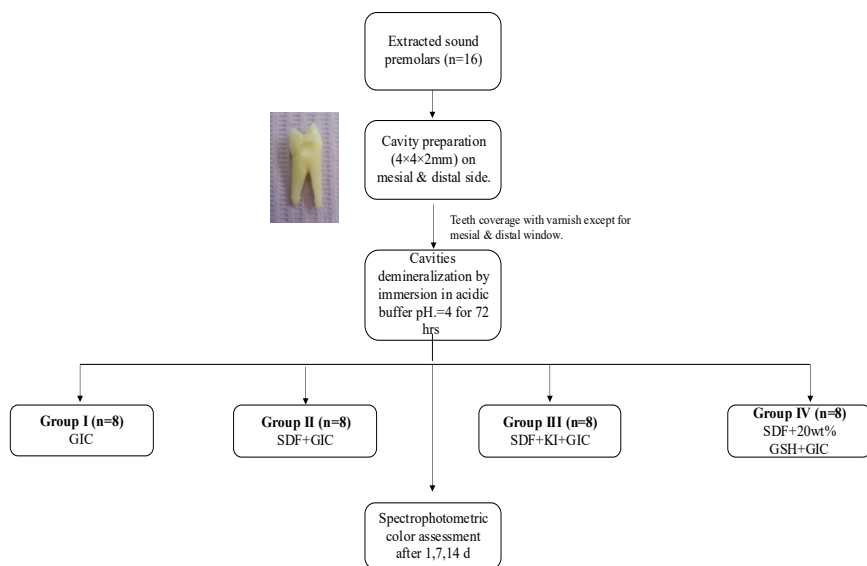 Extracted sound
premolars (n=16)
Cavity preparation
(4×4×2mm) on
mesial & distal side.
Teeth coverage with varnish except for
mesial & distal window.
Cavities
demineralization by
immersion in acidic
buffer pH.=4 for 72
hrs
Group I (n=8)
GIC
Group II (n=8)
SDF+GIC
Group III (n=8)
SDF+KI+GIC
Group IV (n=8)
SDF+20wt%
GSH+GIC
Spectrophotometric
color assessment
after 1,7,14 d